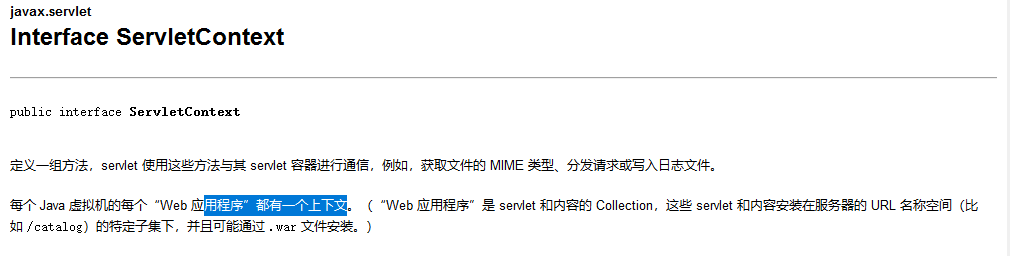 javax.servlet
Interface ServletContext
public interface ServletContext
定义一组方法，servlet 使用这些方法与其 servlet 容器进行通信，例如，获取文件的 MIME 类型、分发请求或写入日志文件。
每个 Java 虚拟机的每个“Web 应用程序”都有一个上下文。（“Web 应用程序”是 servlet 和内容的 Collection，这些 servlet 和内容安装在服务器的 URL 名称空间（比
如 /catalog）的特定子集下，并且可能通过 .war 文件安装。）